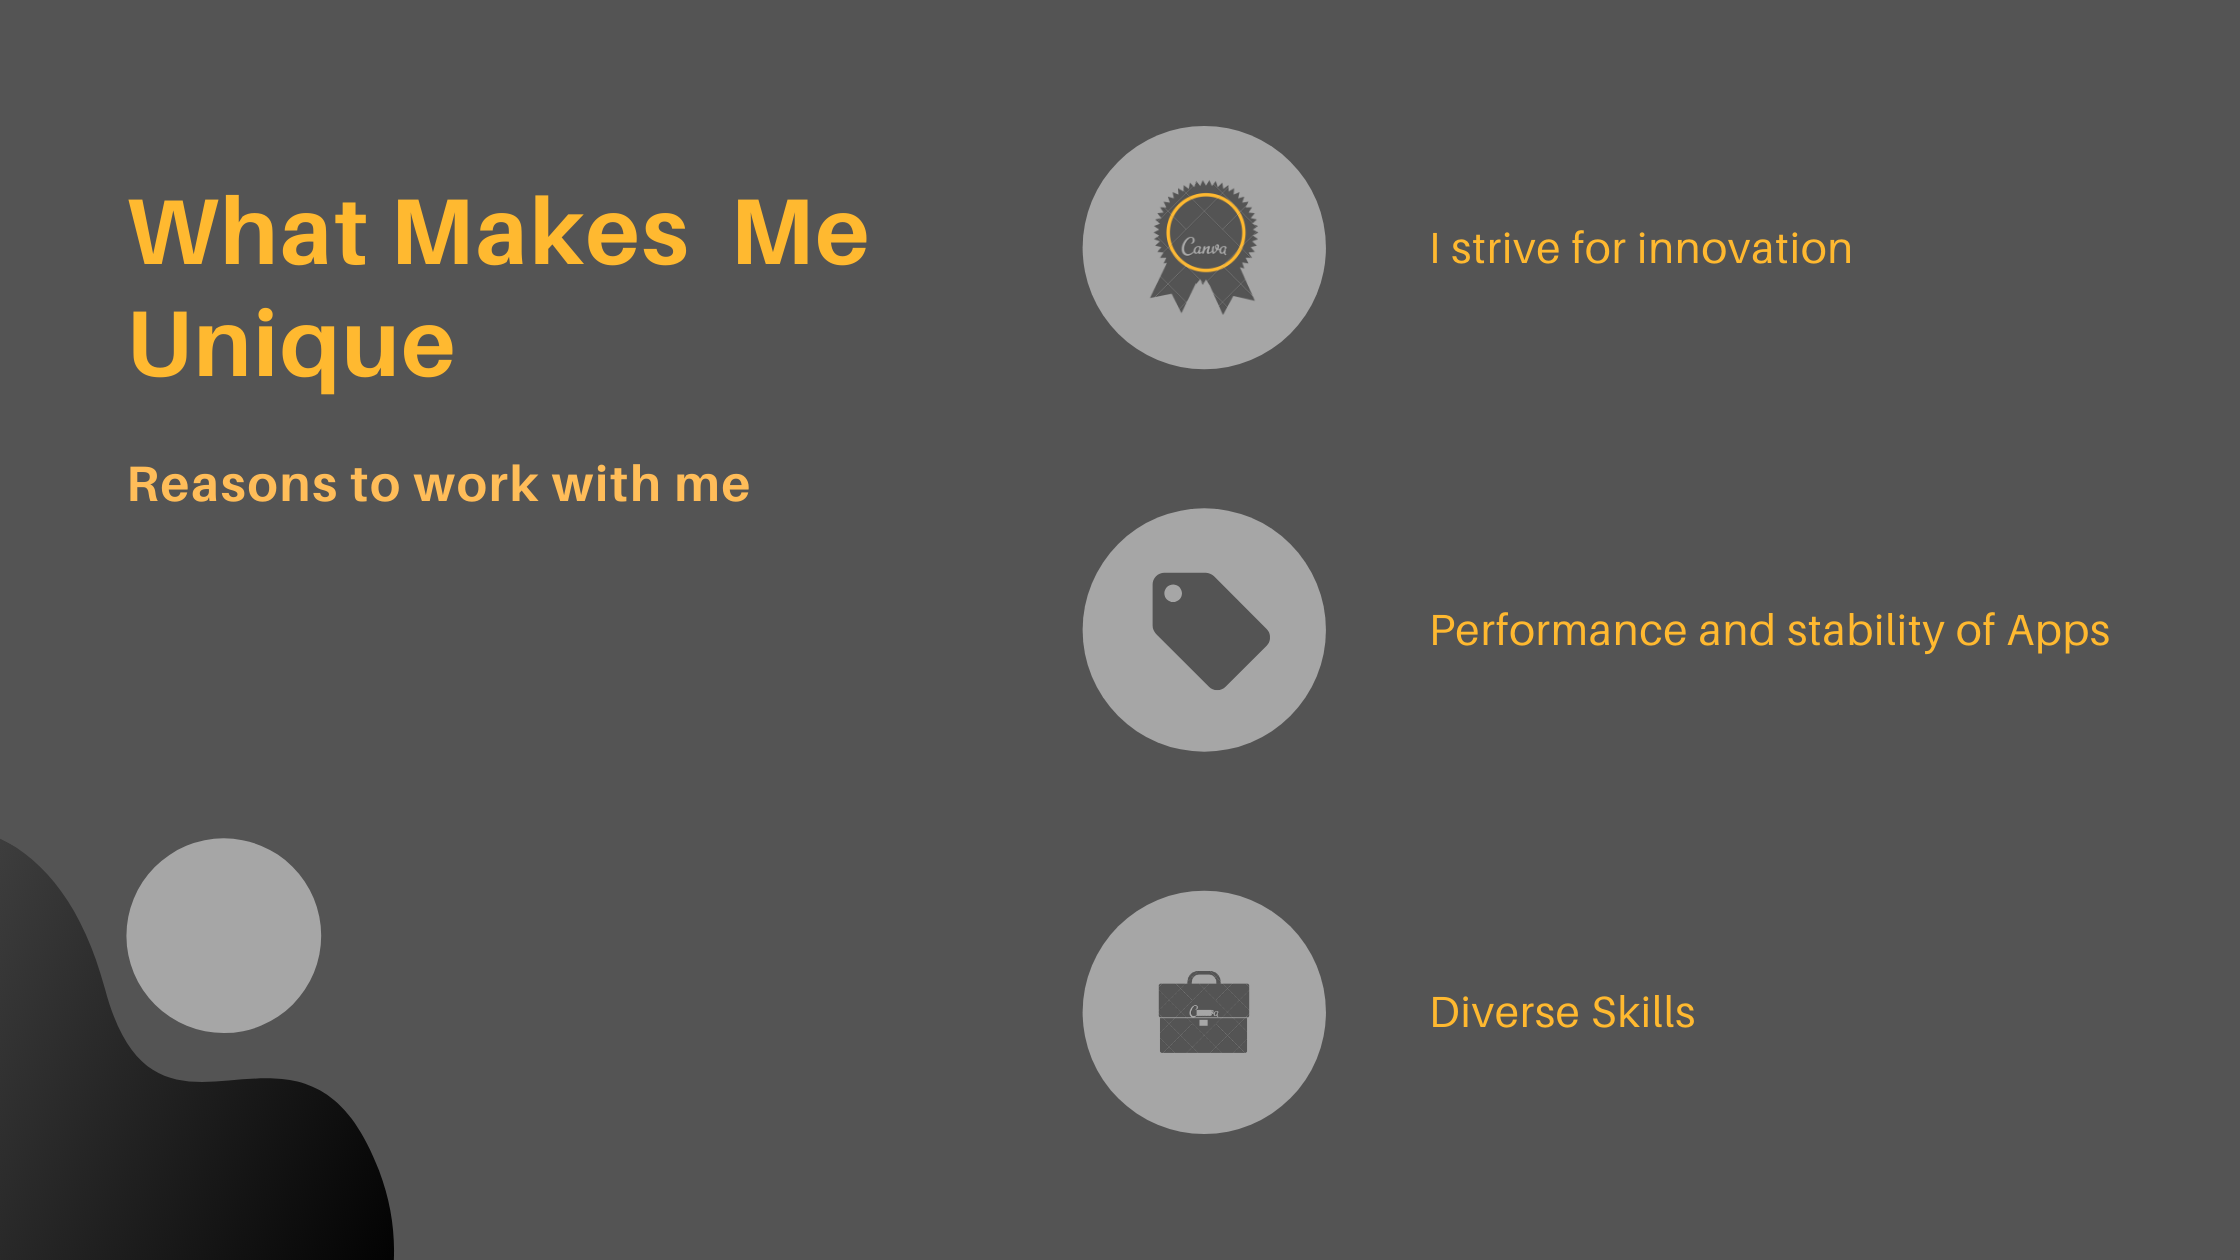 What Makes  Me
Unique
Reasons to work with me
Canva
I strive for innovation
Performance and stability of Apps
Canva
Diverse Skills